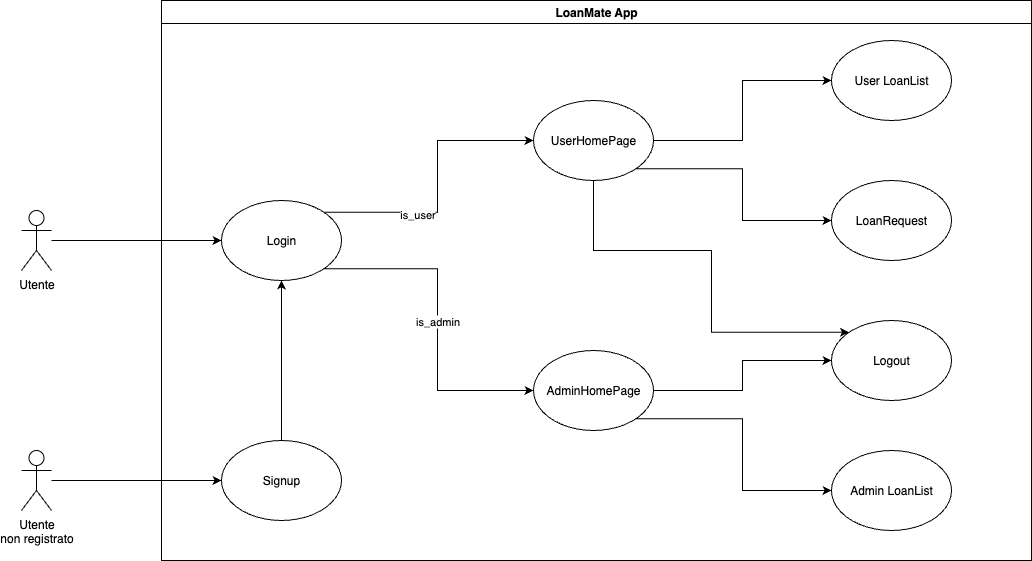 LoanMate App
User LoanList
UserHomePage
is_user
LoanRequest
Login
Utente
is_admin
Logout
AdminHomePage
Signup
Admin LoanList
Utente
non registrato